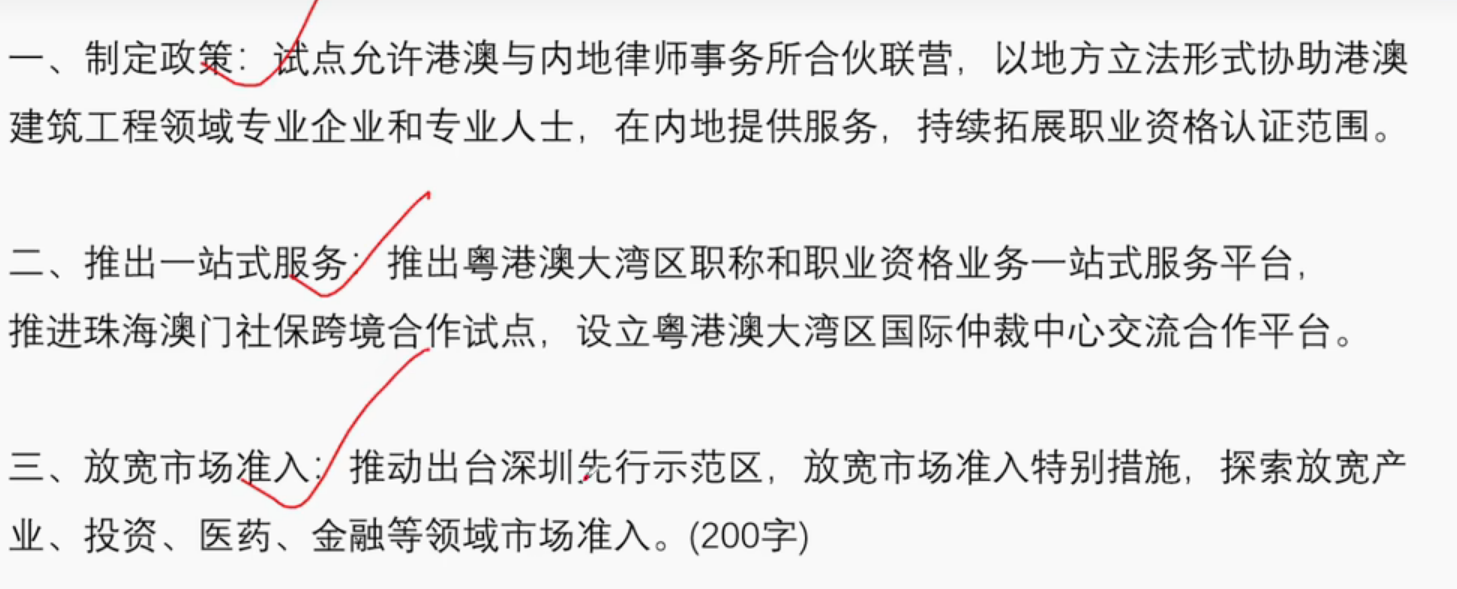 一、制定政策：试点允许港澳与内地律师事务所合伙联营，以地方立法形式协助港澳
建筑工程领域专业企业和专业人士，在内地提供服务，持续拓展职业资格认证范围。
二、推出一站式服务：推出粤港澳大湾区职称和职业资格业务一站式服务平台，
推进珠海澳门社保跨境合作试点，设立粤港澳大湾区国际仲裁中心交流合作平台。
三、放宽市场准入：推动出台深圳先行示范区，放宽市场准入特别措施，探索放宽产
业、投资、医药、金融等领域市场准入。(200字)